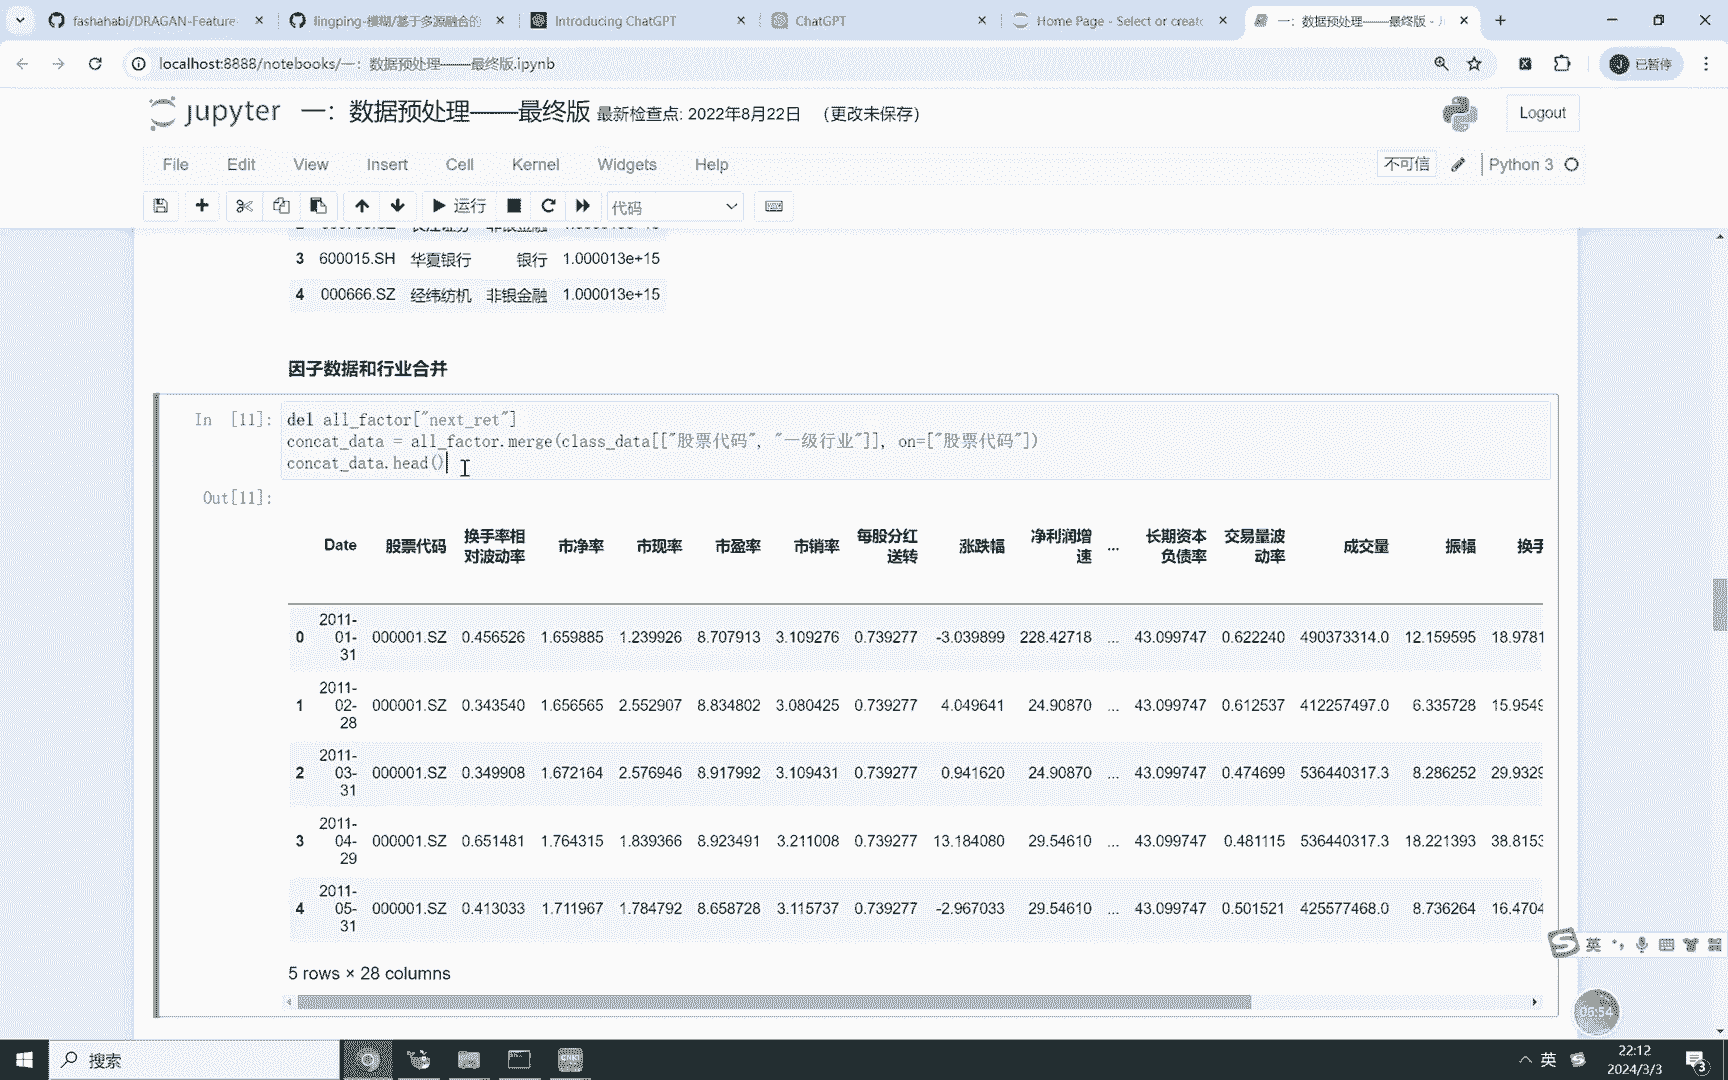 fashahabi/DRAGAN-Feature
lingping-模糊/基于多源融合的
Introducing ChatGPT
ChatGPT
Home Page - Select or create
一：数据预处理——最终版 - J
localhost:8888/notebooks/一：数据预处理——最终版.ipynb
已暂停
jupyter 一：数据预处理——最终版 最新检查点: 2022年8月22日 （更改未保存）
Logout
File Edit View Insert Cell Kernel Widgets Help
不可信 Python 3
运行 代码
3 600015.SH 华夏银行 银行 1.000013e+15
4 000666.SZ 经纬纺机 非银金融 1.000013e+15
因子数据和行业合并
In [11]: del all_factor["next_ret"]
concat_data = all_factor.merge(class_data[["股票代码", "一级行业"]], on=["股票代码"])
concat_data.head()
Out[11]:
Date 股票代码 换手率相对波动率 市净率 市现率 市盈率 市销率 每股分红送转 涨跌幅 净利润增速 ... 长期资本负债率 交易量波动率 成交量 振幅 换手
0 2011-01-31 000001.SZ 0.456526 1.659885 1.239926 8.707913 3.109276 0.739277 -3.039899 228.42718 ... 43.099747 0.622240 490373314.0 12.159595 18.9781
1 2011-02-28 000001.SZ 0.343540 1.656565 2.552907 8.834802 3.080425 0.739277 4.049641 24.90870 ... 43.099747 0.612537 412257497.0 6.335728 15.9549
2 2011-03-31 000001.SZ 0.349908 1.672164 2.576946 8.917992 3.109431 0.739277 0.941620 24.90870 ... 43.099747 0.474699 536440317.3 8.286252 29.9329
3 2011-04-29 000001.SZ 0.651481 1.764315 1.839366 8.923491 3.211008 0.739277 13.184080 29.54610 ... 43.099747 0.481115 536440317.3 18.221393 38.8153
4 2011-05-31 000001.SZ 0.413033 1.711967 1.784792 8.658728 3.115737 0.739277 -2.967033 29.54610 ... 43.099747 0.501521 425577468.0 8.736264 16.4704
5 rows × 28 columns
英
06:54
搜索
英
22:12
2024/3/3
3